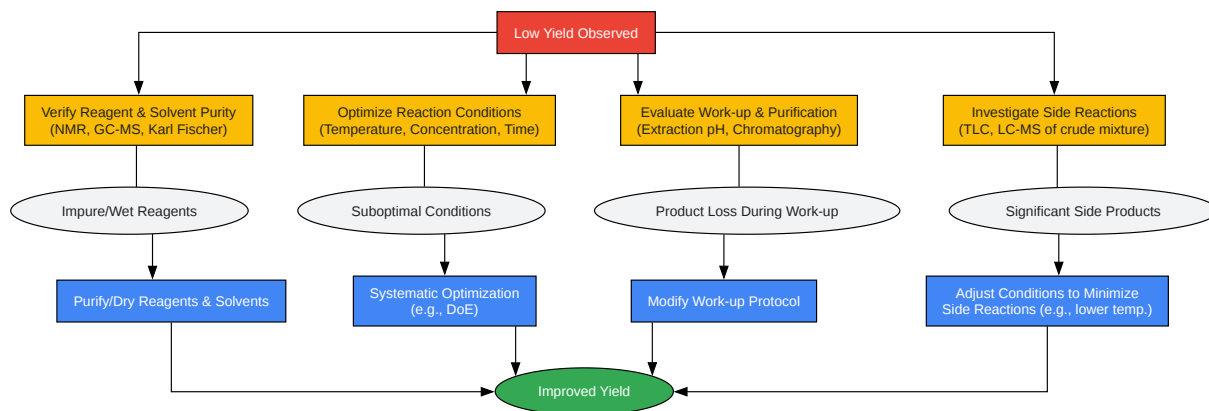 Low Yield Observed
Verify Reagent & Solvent Purity
(NMR, GC-MS, Karl Fischer)
Optimize Reaction Conditions
(Temperature, Concentration, Time)
Evaluate Work-up & Purification
(Extraction pH, Chromatography)
Investigate Side Reactions
(TLC, LC-MS of crude mixture)
Impure/Wet Reagents
Suboptimal Conditions
Product Loss During Work-up
Significant Side Products
Purify/Dry Reagents & Solvents
Systematic Optimization
(e.g., DoE)
Modify Work-up Protocol
Adjust Conditions to Minimize
Side Reactions (e.g., lower temp.)
Improved Yield